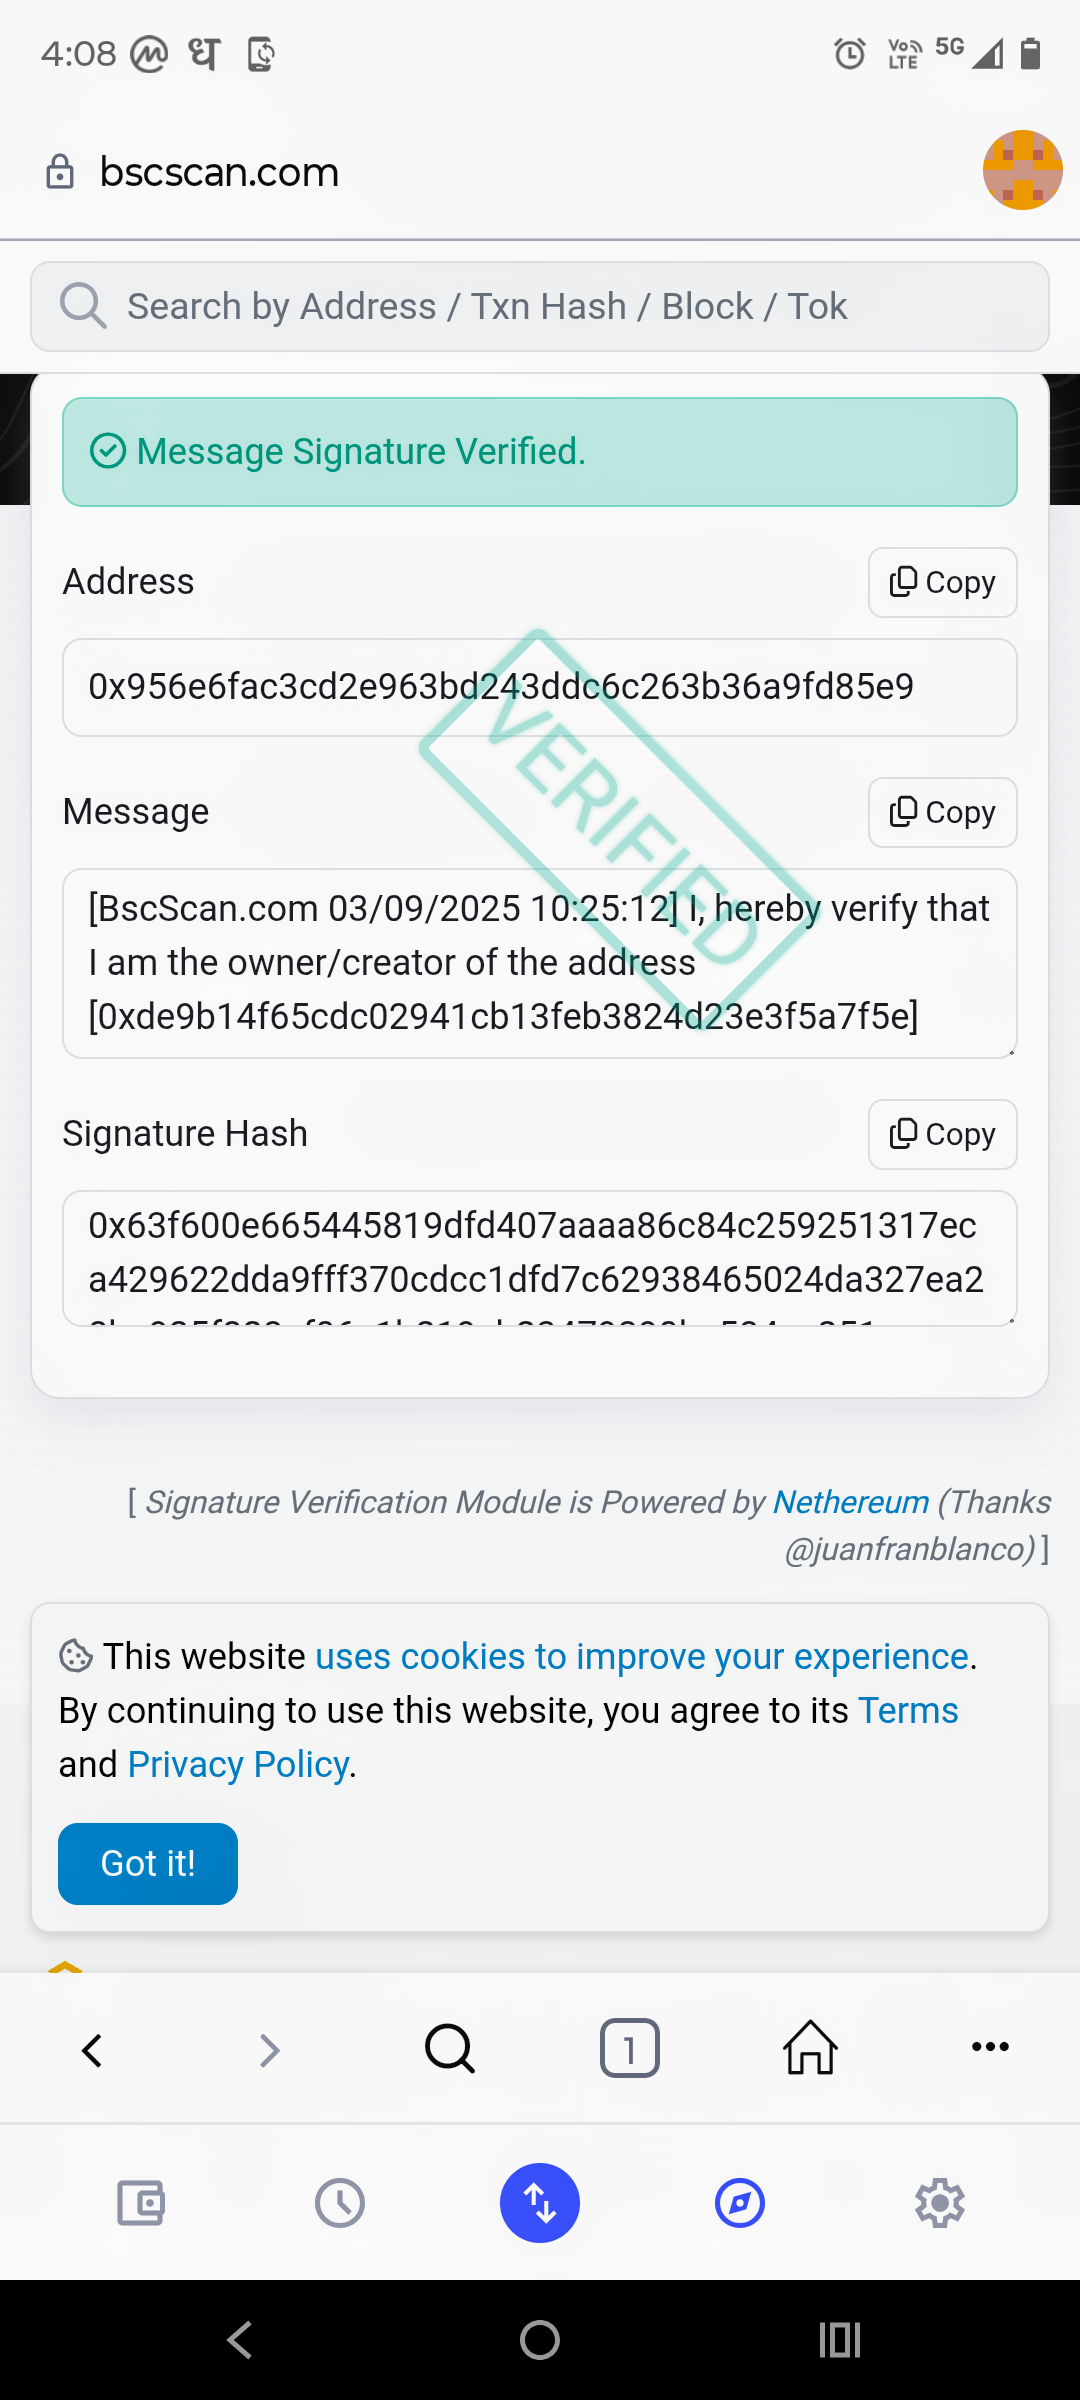 4:08 ध Vo LTE 5G
bscscan.com
Search by Address / Txn Hash / Block / Tok
Message Signature Verified.
Address Copy
0x956e6fac3cd2e963bd243ddc6c263b36a9fd85e9
VERIFIED
Message Copy
[BscScan.com 03/09/2025 10:25:12] I, hereby verify that
I am the owner/creator of the address
[0xde9b14f65cdc02941cb13feb3824d23e3f5a7f5e]
Signature Hash Copy
0x63f600e665445819dfd407aaaa86c84c259251317ec
a429622dda9fff370cdcc1dfd7c62938465024da327ea2
[ Signature Verification Module is Powered by Nethereum (Thanks
@juanfranblanco) ]
This website uses cookies to improve your experience.
By continuing to use this website, you agree to its Terms
and Privacy Policy.
Got it!
1